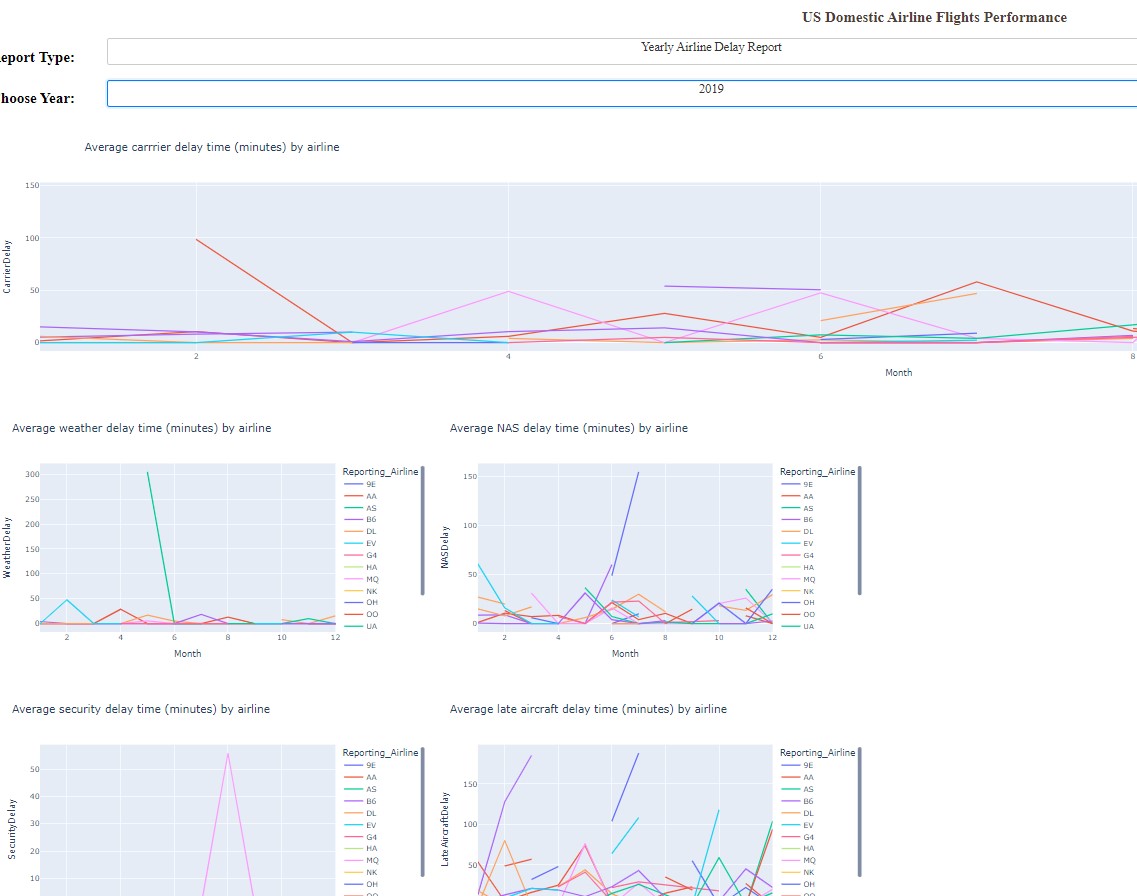 US Domestic Airline Flights Performance
eport Type:
Yearly Airline Delay Report
hoose Year:
2019
Average carrrier delay time (minutes) by airline
150
100
50
0
CarrierDelay
2
4
6
8
Month
Average weather delay time (minutes) by airline
300
250
200
150
100
50
0
WeatherDelay
2
4
6
8
10
12
Month
Reporting_Airline
9E
AA
AS
B6
DL
EV
G4
HA
MQ
NK
OH
OO
UA
Average NAS delay time (minutes) by airline
150
100
50
0
NASDelay
2
4
6
8
10
12
Month
Reporting_Airline
9E
AA
AS
B6
DL
EV
G4
HA
MQ
NK
OH
OO
UA
Average security delay time (minutes) by airline
50
40
30
20
10
SecurityDelay
Reporting_Airline
9E
AA
AS
B6
DL
EV
G4
HA
MQ
NK
OH
OO
Average late aircraft delay time (minutes) by airline
150
100
50
LateAircraftDelay
Reporting_Airline
9E
AA
AS
B6
DL
EV
G4
HA
MQ
NK
OH
OO